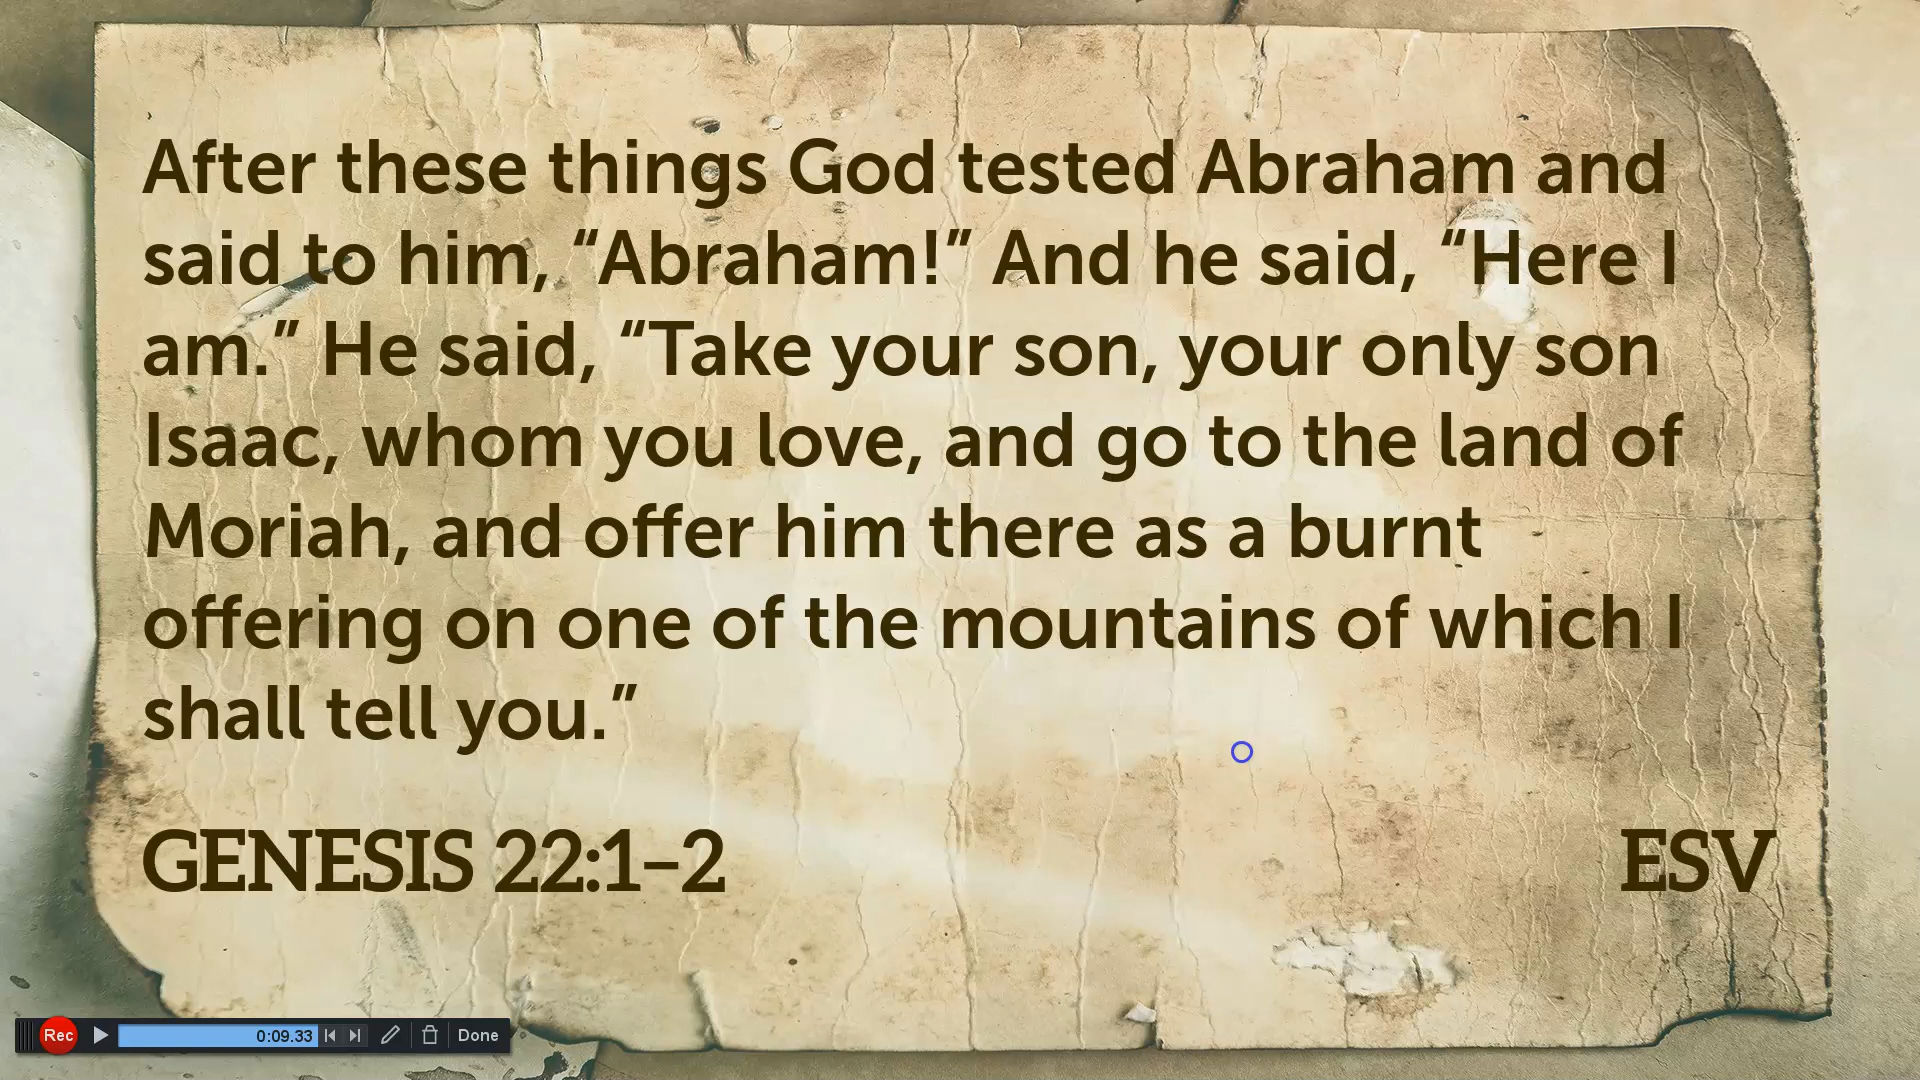 After these things God tested Abraham and
said to him, “Abraham!” And he said, “Here I
am.” He said, “Take your son, your only son
Isaac, whom you love, and go to the land of
Moriah, and offer him there as a burnt
offering on one of the mountains of which I
shall tell you.”
GENESIS 22:1–2 ESV
Rec 0:09.33 Done